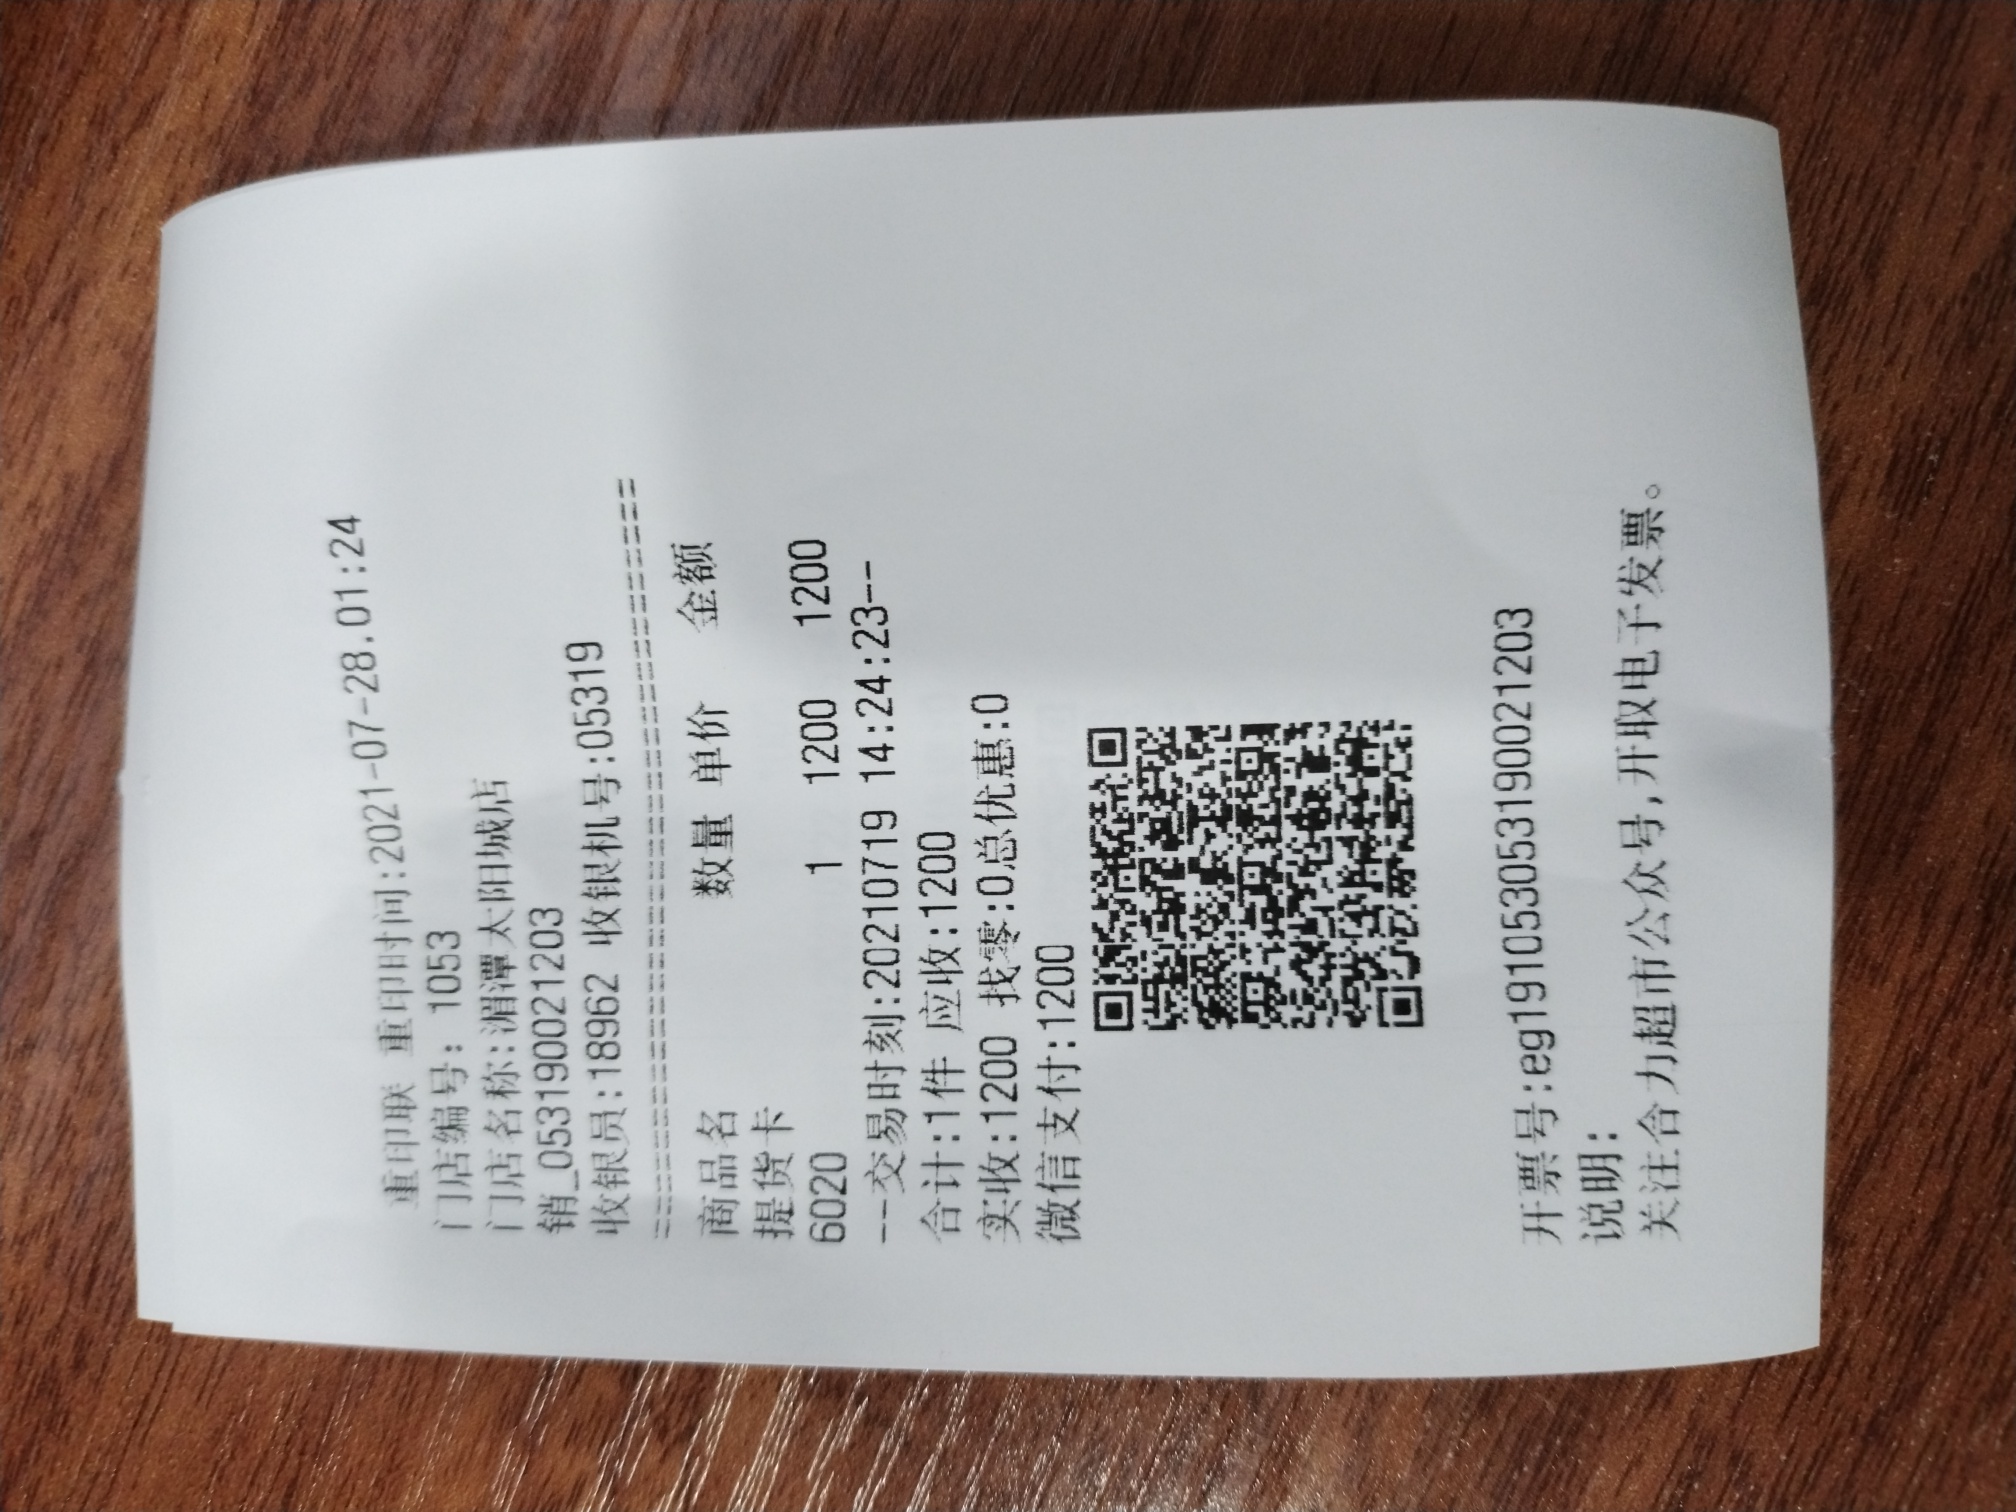 重印联 重印时间:2021-07-28.01:24
门店编号: 1053
门店名称:湄潭太阳城店
销_053190021203
收银员:18962 收银机号:05319
================================
商品名 数量 单价 金额
提货卡
6020 1 1200 1200
--交易时刻:20210719 14:24:23--
合计:1件 应收:1200
实收:1200 找零:0总优惠:0
微信支付:1200
开票号:eg19105305319002​1203
说明:
关注合力超市公众号,开取电子发票。